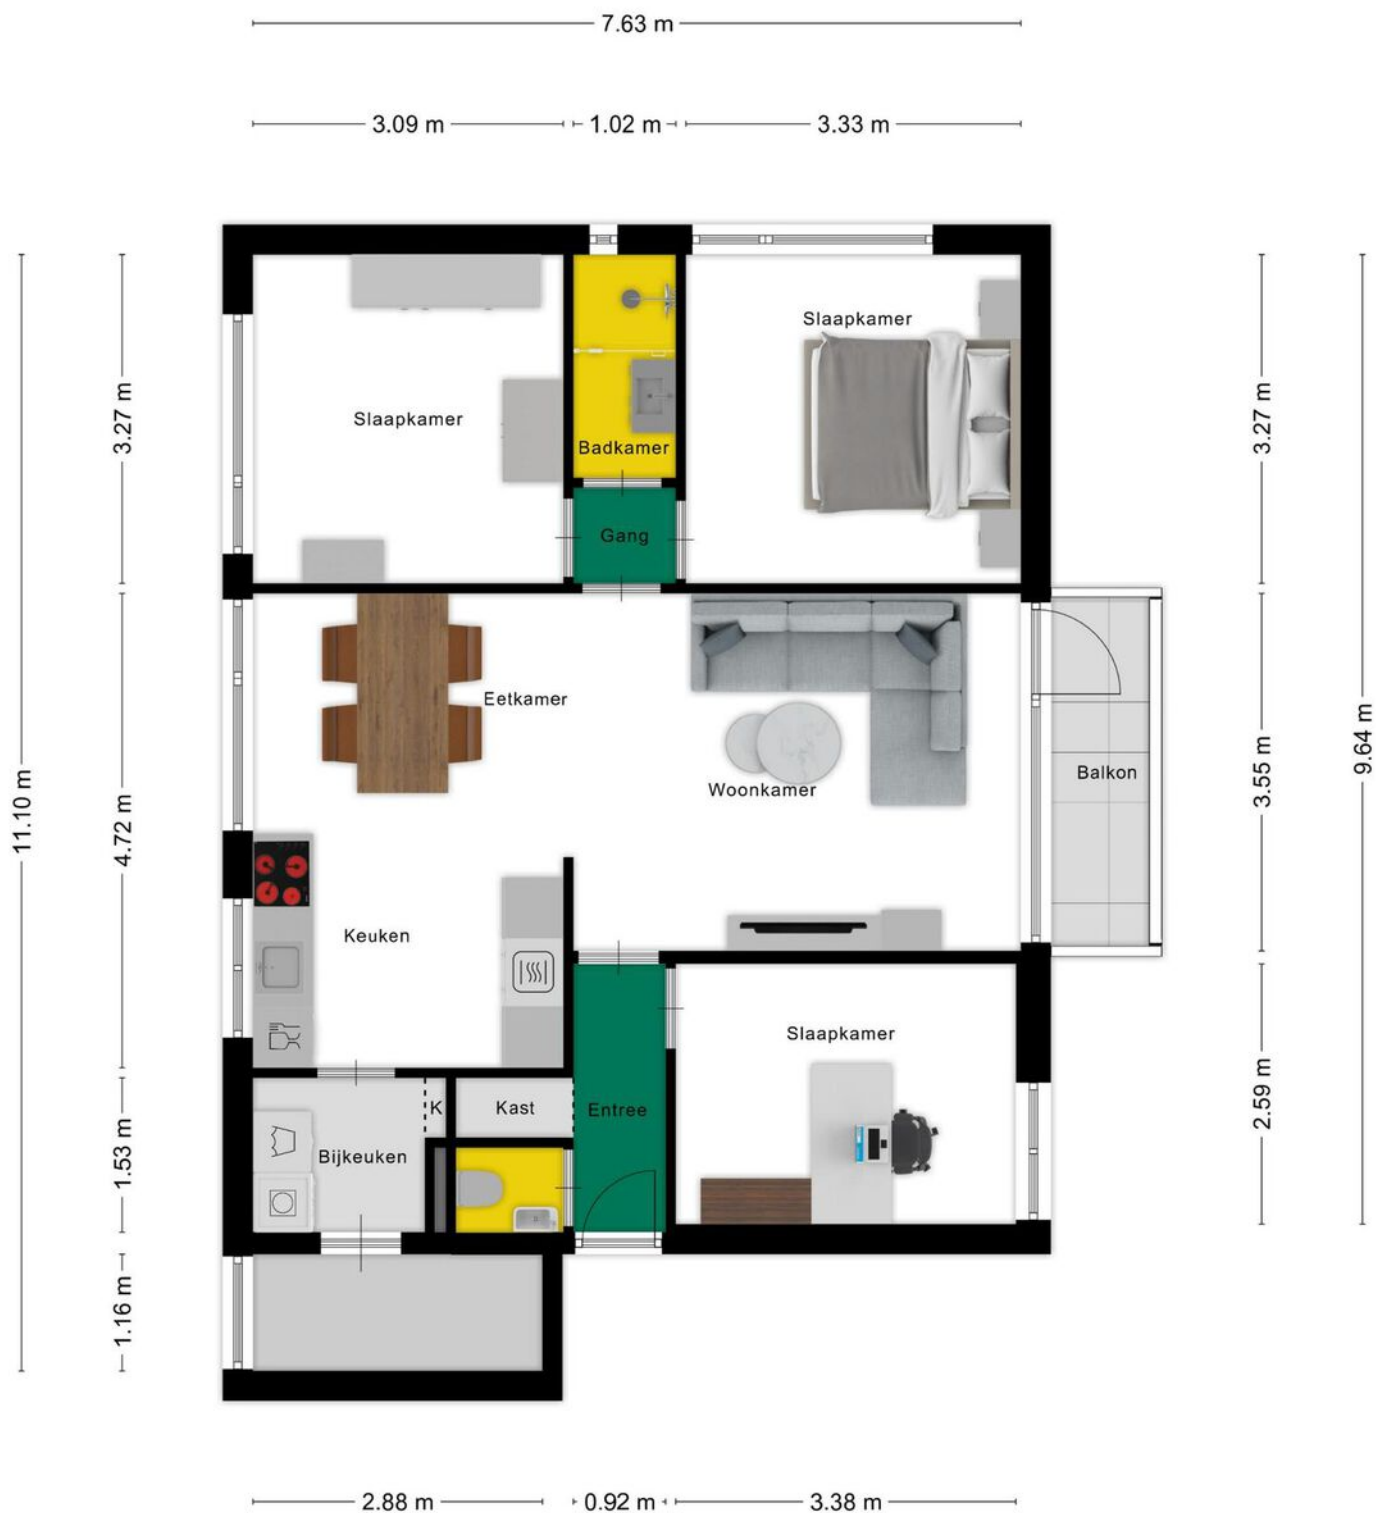 7.63 m
3.09 m
1.02 m
3.33 m
Slaapkamer
Slaapkamer
3.27 m
3.27 m
Badkamer
Gang
Eetkamer
9.64 m
Balkon
3.55 m
Woonkamer
11.10 m
4.72 m
Keuken
Slaapkamer
2.59 m
K
Kast
Entree
Bijkeuken
1.53 m
1.16 m
2.88 m
0.92 m
3.38 m